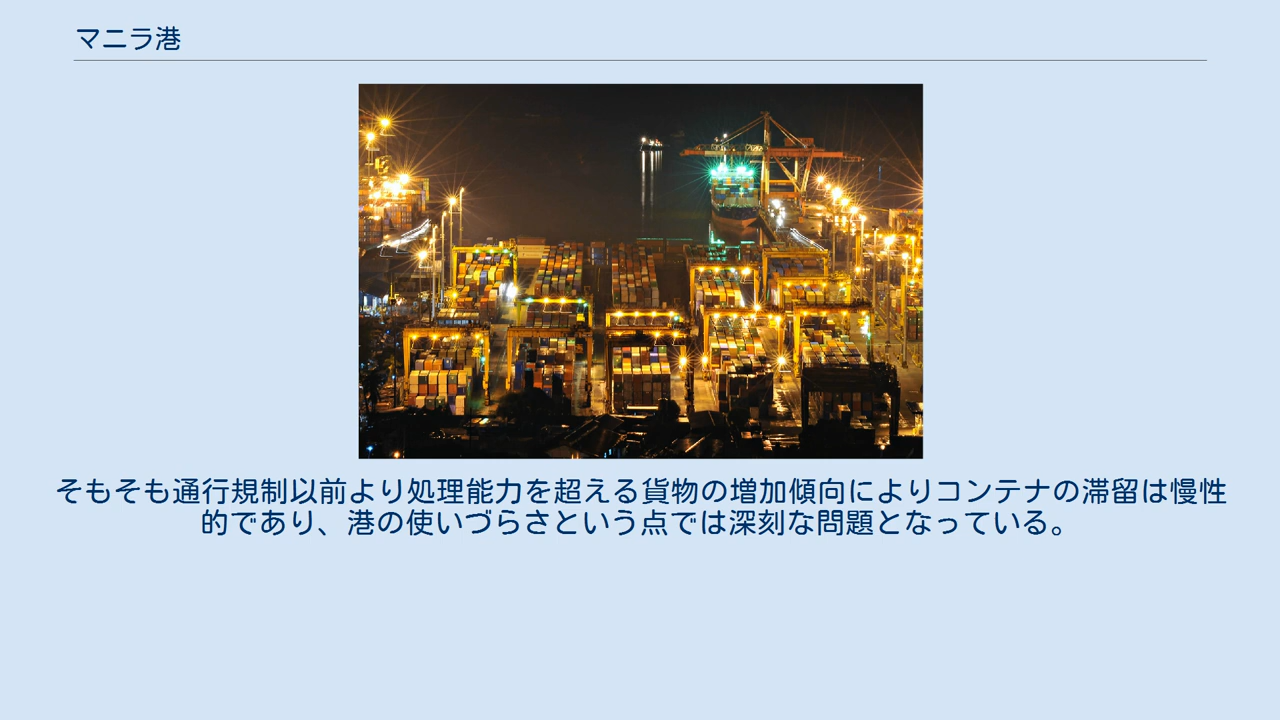 マニラ港
そもそも通行規制以前より処理能力を超える貨物の増加傾向によりコンテナの滞留は慢性
的であり、港の使いづらさという点では深刻な問題となっている。